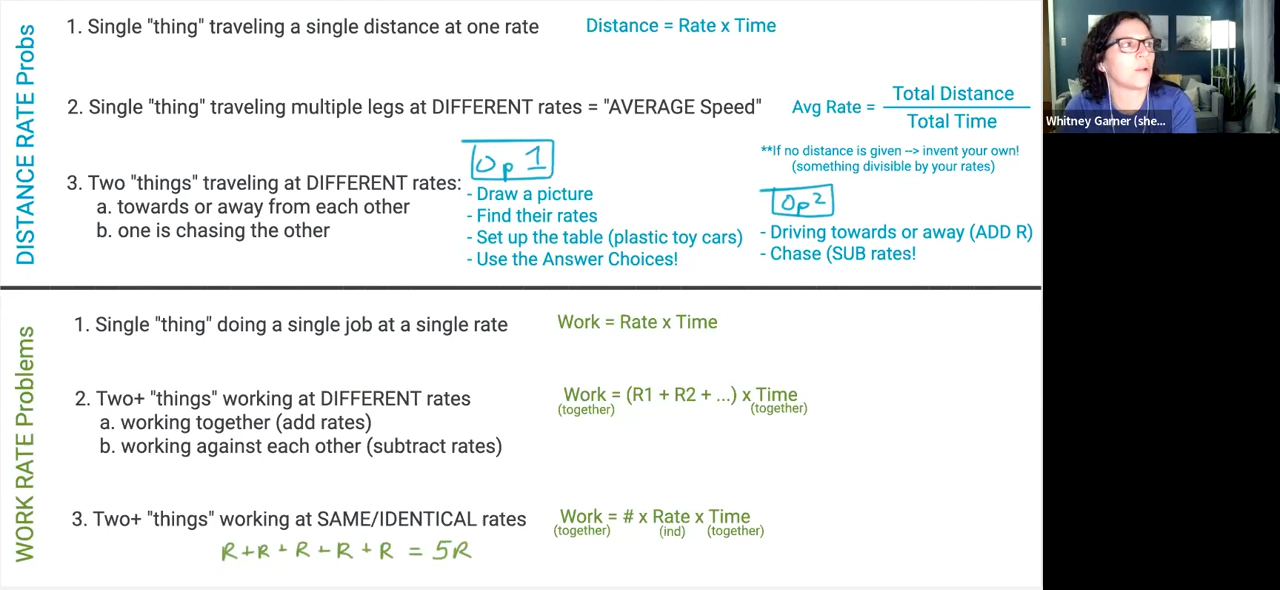 DISTANCE RATE Probs
1. Single "thing" traveling a single distance at one rate
Distance = Rate x Time
2. Single "thing" traveling multiple legs at DIFFERENT rates = "AVERAGE Speed"
Avg Rate = Total Distance
Total Time
**If no distance is given --> invent your own!
(something divisible by your rates)
3. Two "things" traveling at DIFFERENT rates:
a. towards or away from each other
b. one is chasing the other
Op 1
- Draw a picture
- Find their rates
- Set up the table (plastic toy cars)
- Use the Answer Choices!
Op 2
- Driving towards or away (ADD R)
- Chase (SUB rates!
WORK RATE Problems
1. Single "thing" doing a single job at a single rate
Work = Rate x Time
2. Two+ "things" working at DIFFERENT rates
a. working together (add rates)
b. working against each other (subtract rates)
Work = (R1 + R2 + ...) x Time
(together) (together)
3. Two+ "things" working at SAME/IDENTICAL rates
Work = # x Rate x Time
(together) (ind) (together)
R + R + R + R + R = 5R
Whitney Garner (she...